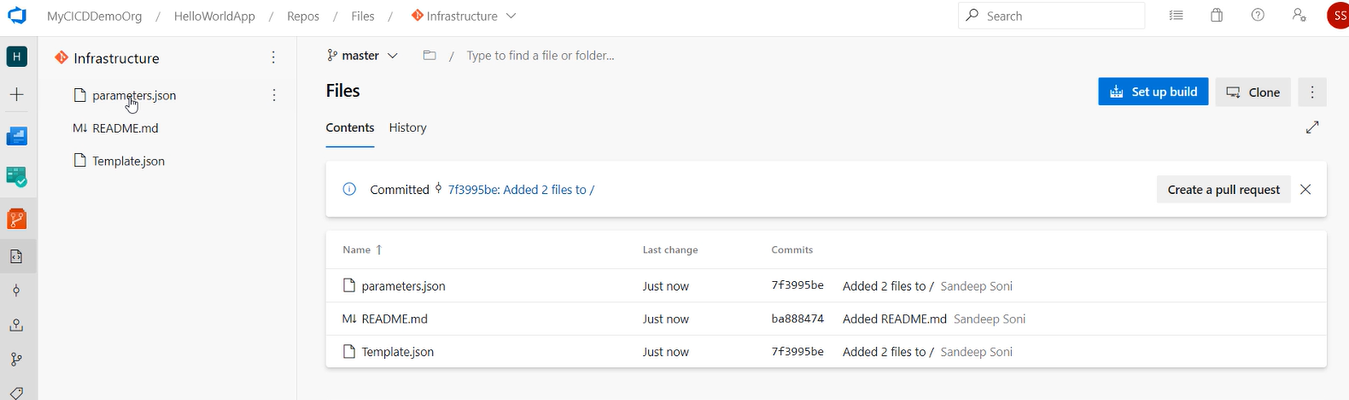 MyCICDDemoOrg / HelloWorldApp / Repos / Files / Infrastructure
Search
SS
H
Infrastructure
parameters.json
M↓ README.md
Template.json
master / Type to find a file or folder...
Files
Set up build
Clone
Contents History
Committed 7f3995be: Added 2 files to /
Create a pull request
Name ↑ Last change Commits
parameters.json Just now 7f3995be Added 2 files to / Sandeep Soni
M↓ README.md Just now ba888474 Added README.md Sandeep Soni
Template.json Just now 7f3995be Added 2 files to / Sandeep Soni